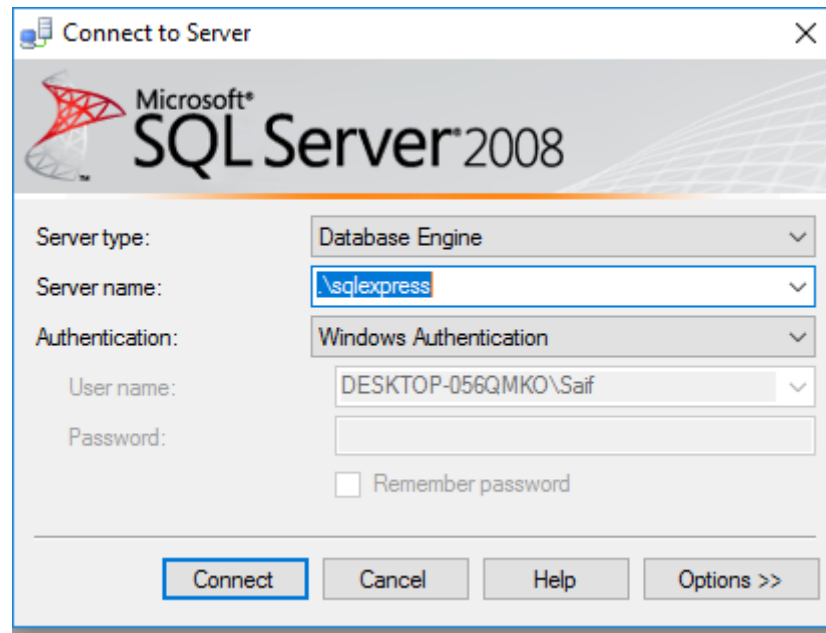 Connect to Server
Microsoft®
SQL Server® 2008
Server type: Database Engine
Server name: .\sqlexpress
Authentication: Windows Authentication
User name: DESKTOP-056QMKO\Saif
Password:
Remember password
Connect Cancel Help Options >>